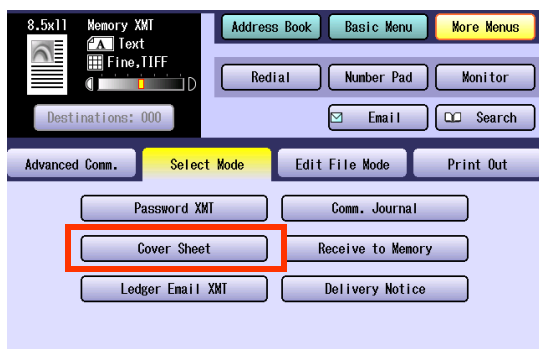 8.5x11 Memory XMT
A Text
Fine,TIFF
D
Destinations: 000
Address Book Basic Menu More Menus
Redial Number Pad Monitor
Email Search
Advanced Comm. Select Mode Edit File Mode Print Out
Password XMT Comm. Journal
Cover Sheet Receive to Memory
Ledger Email XMT Delivery Notice